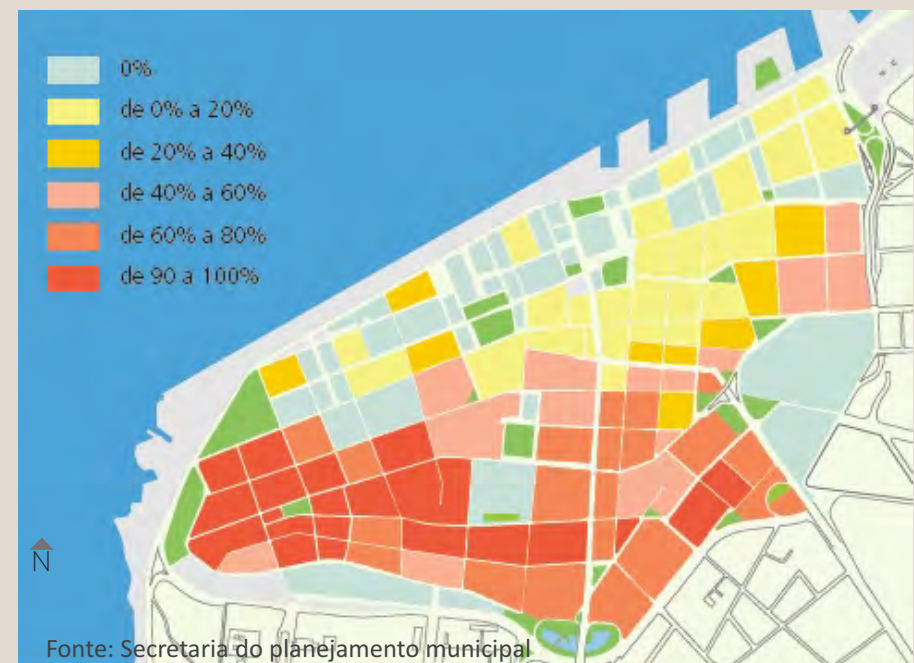 0%
de 0% a 20%
de 20% a 40%
de 40% a 60%
de 60% a 80%
de 90 a 100%
N
Fonte: Secretaria do planejamento municipal